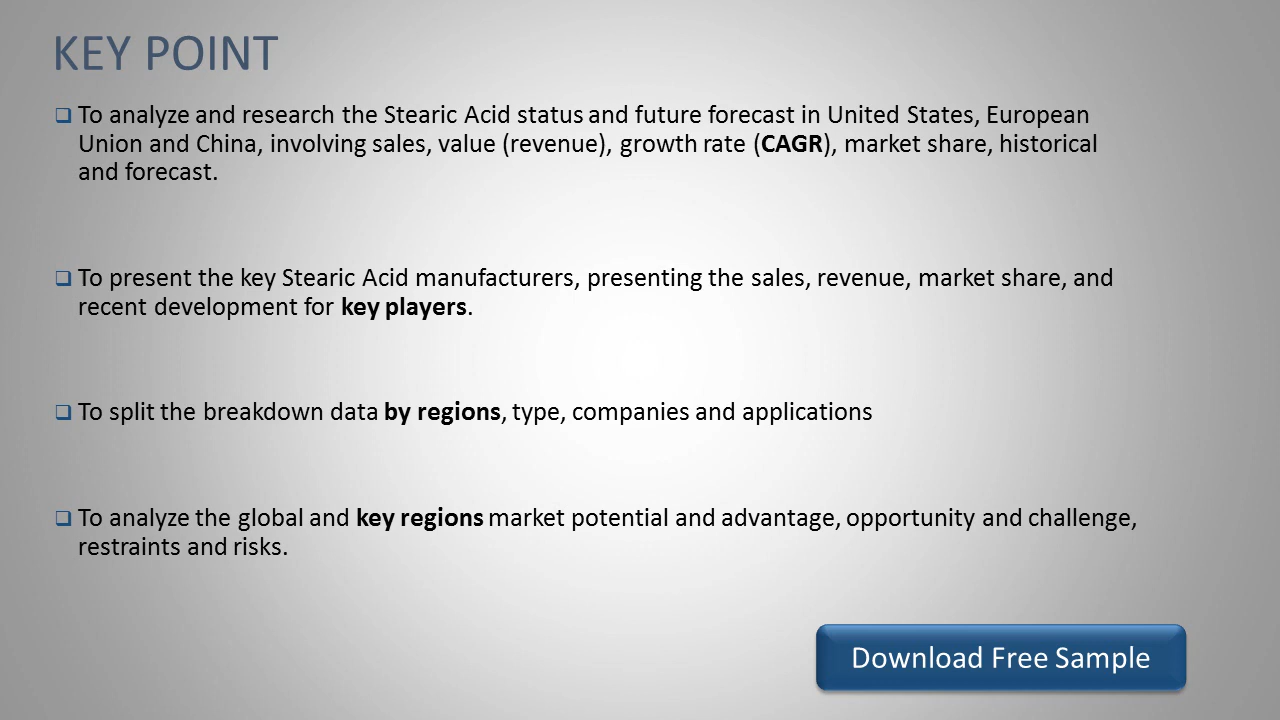 KEY POINT
To analyze and research the Stearic Acid status and future forecast in United States, European
Union and China, involving sales, value (revenue), growth rate (CAGR), market share, historical
and forecast.
To present the key Stearic Acid manufacturers, presenting the sales, revenue, market share, and
recent development for key players.
To split the breakdown data by regions, type, companies and applications
To analyze the global and key regions market potential and advantage, opportunity and challenge,
restraints and risks.
Download Free Sample